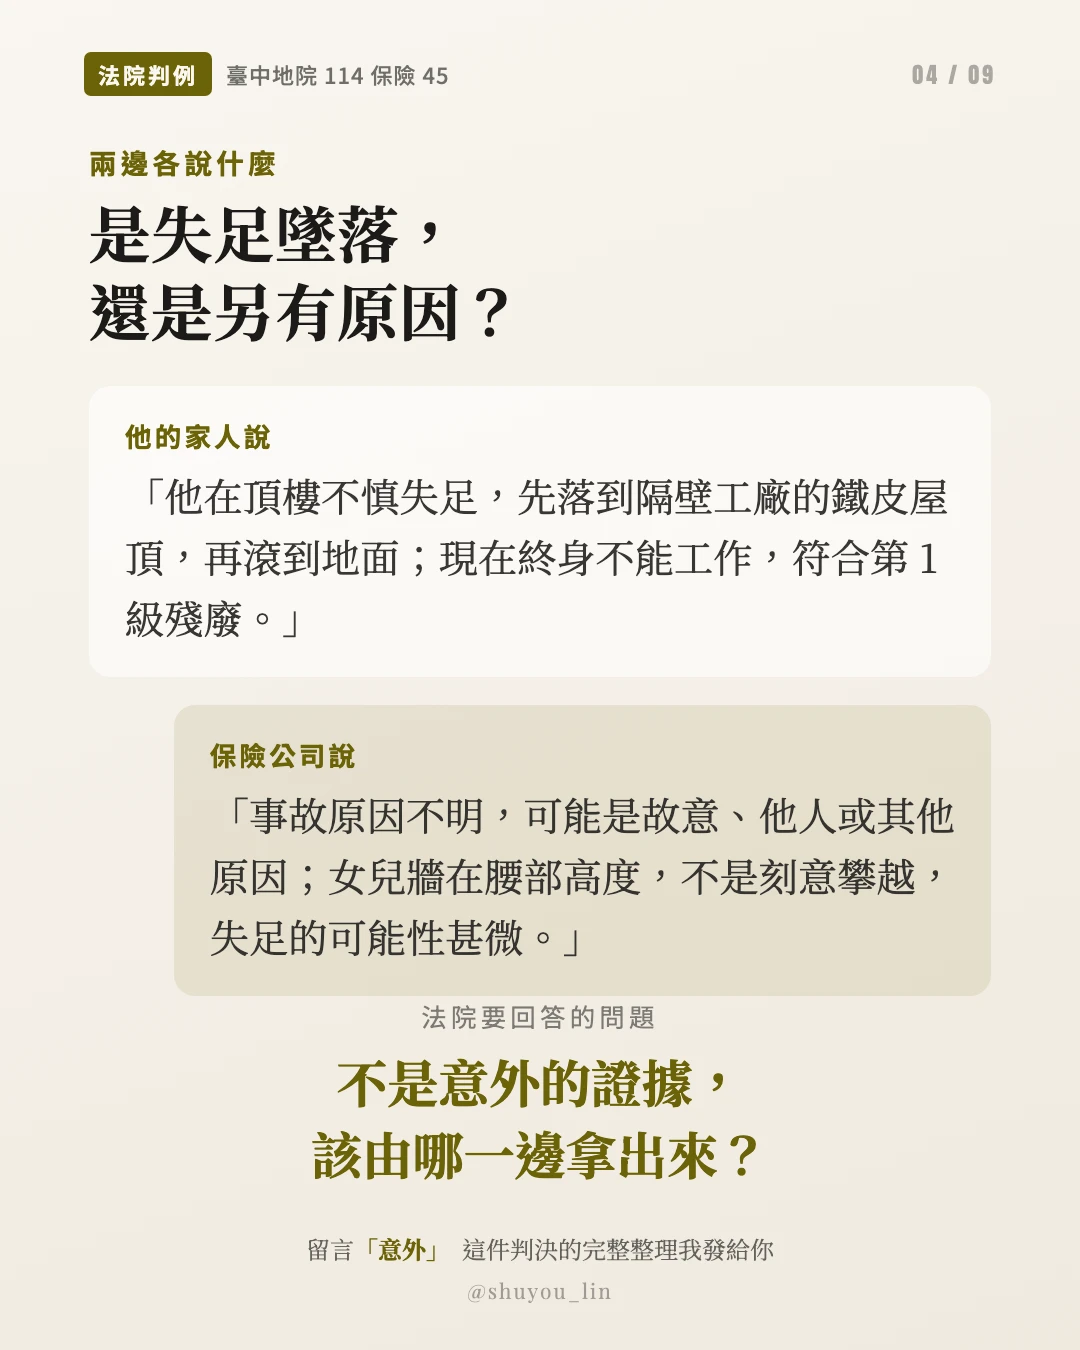 法院判例 臺中地院 114 保險 45 04 / 09
兩邊各說什麼
是失足墜落，
還是另有原因？
他的家人說
「他在頂樓不慎失足，先落到隔壁工廠的鐵皮屋
頂，再滾到地面；現在終身不能工作，符合第 1
級殘廢。」
保險公司說
「事故原因不明，可能是故意、他人或其他
原因；女兒牆在腰部高度，不是刻意攀越，
失足的可能性甚微。」
法院要回答的問題
不是意外的證據，
該由哪一邊拿出來？
留言「意外」 這件判決的完整整理我發給你
@shuyou_lin